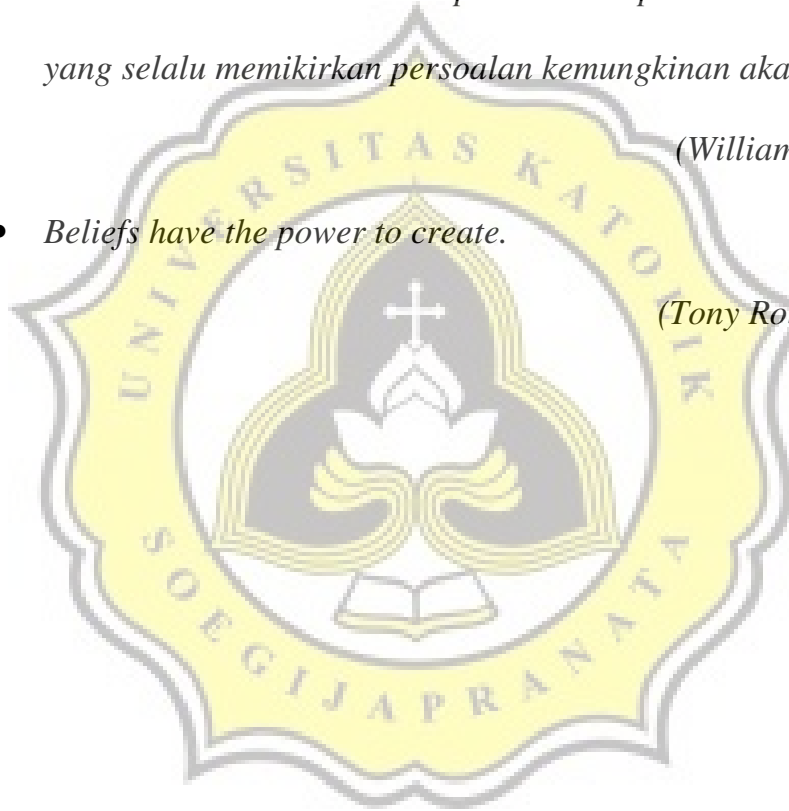 yang selalu memikirkan persoalan kemungkinan aka
(William
• Beliefs have the power to create.
(Tony Ro
UNIVERSITAS KATOLIK
SOEGIJAPRANATA